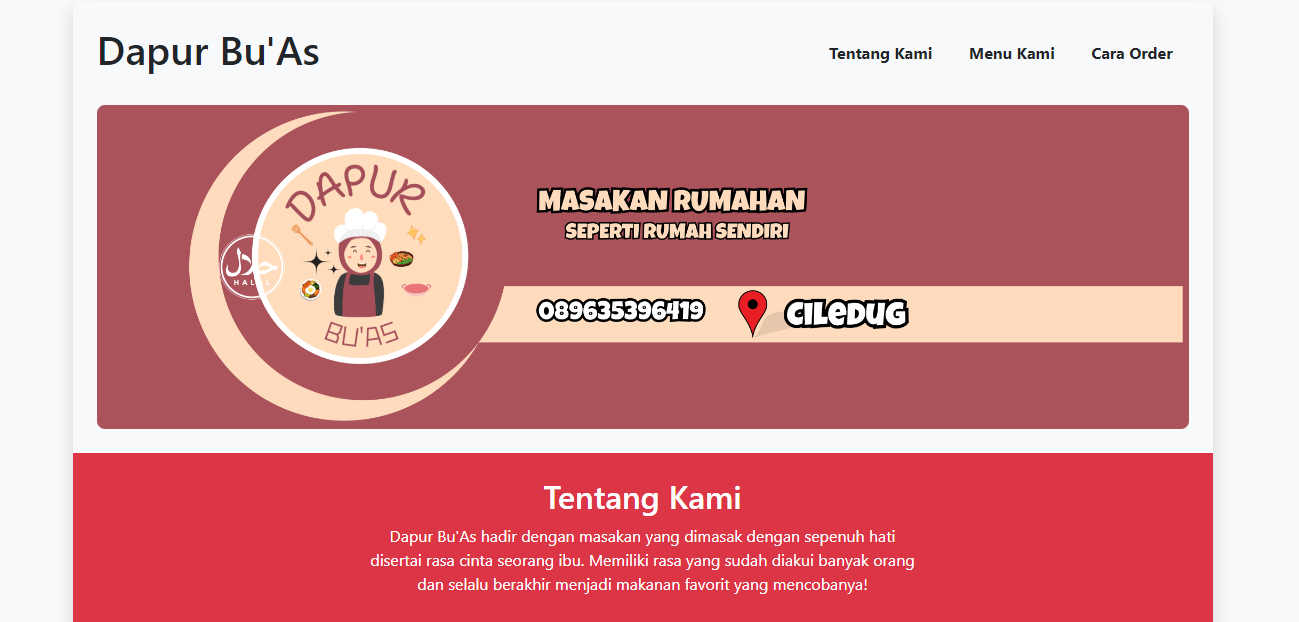 Dapur Bu'As
Tentang Kami
Menu Kami
Cara Order
DAPUR
BU'AS
حلال
HALAL
MASAKAN RUMAHAN
SEPERTI RUMAH SENDIRI
089635396419
CILEDUG
Tentang Kami
Dapur Bu'As hadir dengan masakan yang dimasak dengan sepenuh hati
disertai rasa cinta seorang ibu. Memiliki rasa yang sudah diakui banyak orang
dan selalu berakhir menjadi makanan favorit yang mencobanya!